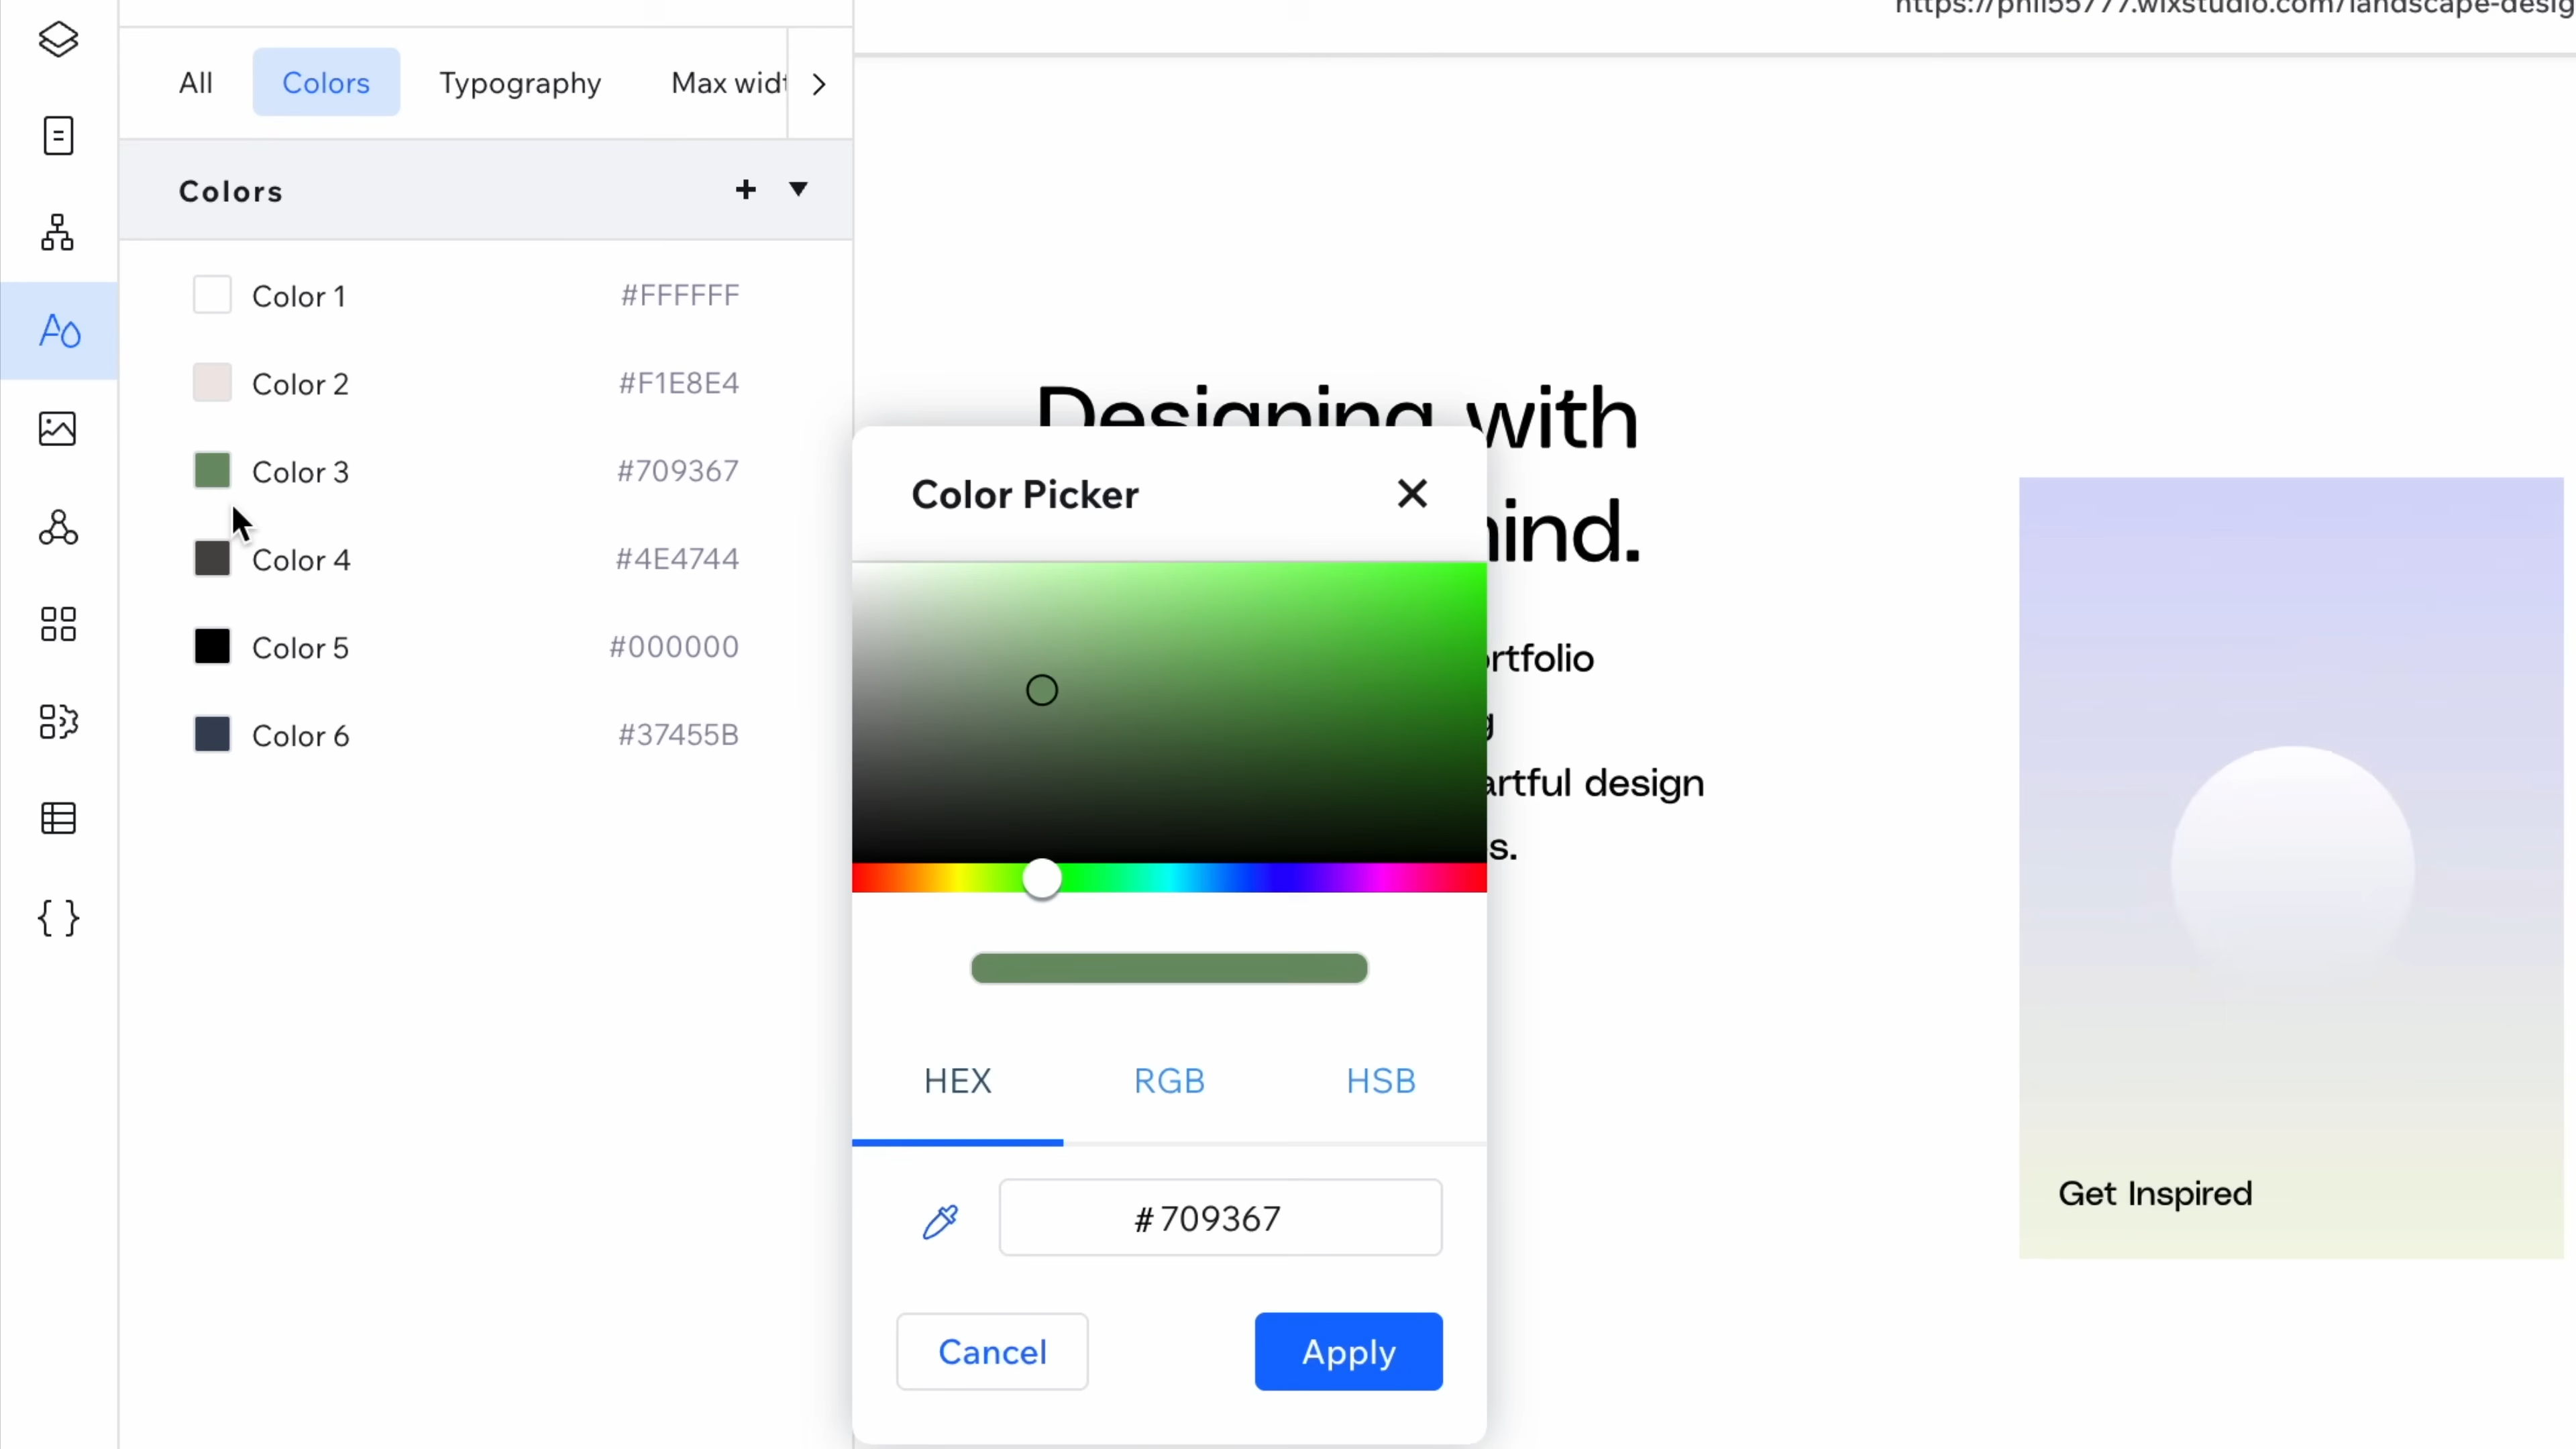 https://phil55777.wixstudio.com/landscape-desig
All
Colors
Typography
Max widt
Colors
Color 1 #FFFFFF
Color 2 #F1E8E4
Color 3 #709367
Color 4 #4E4744
Color 5 #000000
Color 6 #37455B
Designing with
ind.
rtfolio
artful design
s.
Color Picker
HEX
RGB
HSB
#709367
Cancel
Apply
Get Inspired